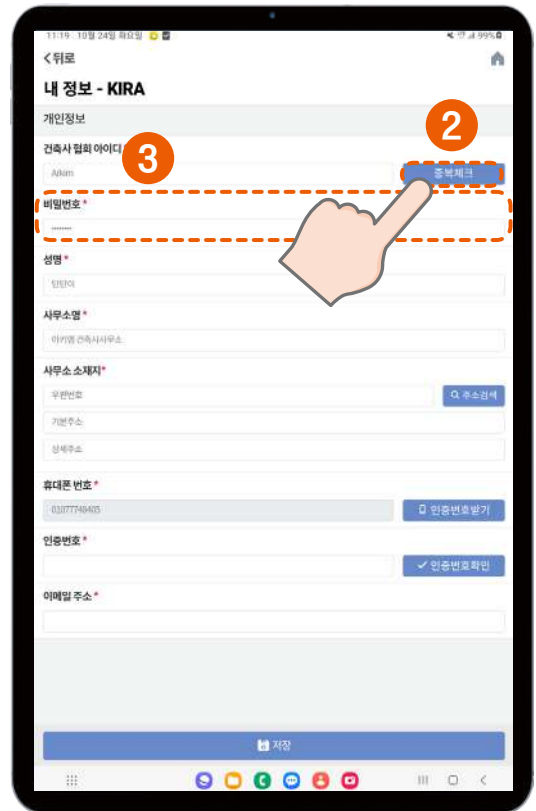 11:19 10월 24일 화요일
99%
< 뒤로
내 정보 - KIRA
개인정보
2
건축사 협회 아이디
3
중복체크
비밀번호 *
········
성명 *
사무소명 *
사무소 소재지*
우편번호
주소검색
기본주소
상세주소
휴대폰 번호 *
인증번호받기
인증번호 *
✓ 인증번호확인
이메일 주소 *
저장